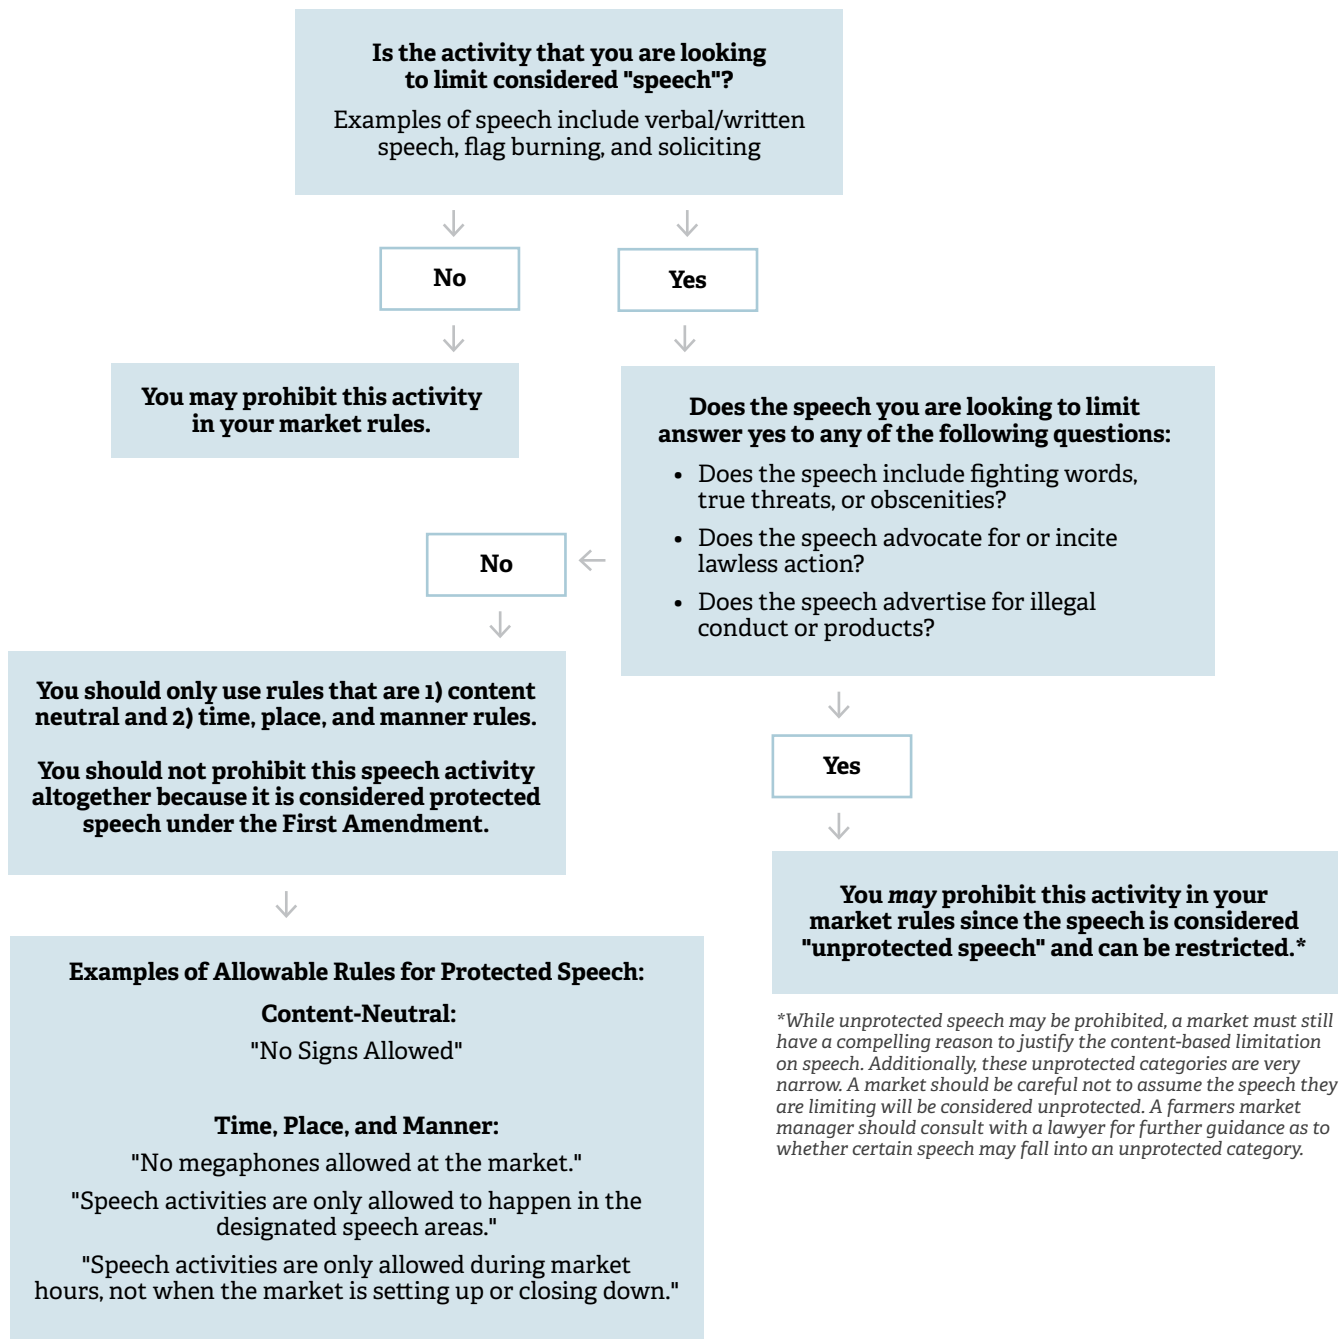 Is the activity that you are looking
to limit considered "speech"?
Examples of speech include verbal/written
speech, flag burning, and soliciting
No
Yes
You may prohibit this activity
in your market rules.
Does the speech you are looking to limit
answer yes to any of the following questions:
• Does the speech include fighting words,
true threats, or obscenities?
• Does the speech advocate for or incite
lawless action?
• Does the speech advertise for illegal
conduct or products?
No
You should only use rules that are 1) content
neutral and 2) time, place, and manner rules.
You should not prohibit this speech activity
altogether because it is considered protected
speech under the First Amendment.
Yes
You may prohibit this activity in your
market rules since the speech is considered
"unprotected speech" and can be restricted.*
Examples of Allowable Rules for Protected Speech:
Content-Neutral:
"No Signs Allowed"
Time, Place, and Manner:
"No megaphones allowed at the market."
"Speech activities are only allowed to happen in the
designated speech areas."
"Speech activities are only allowed during market
hours, not when the market is setting up or closing down."
*While unprotected speech may be prohibited, a market must still
have a compelling reason to justify the content-based limitation
on speech. Additionally, these unprotected categories are very
narrow. A market should be careful not to assume the speech they
are limiting will be considered unprotected. A farmers market
manager should consult with a lawyer for further guidance as to
whether certain speech may fall into an unprotected category.